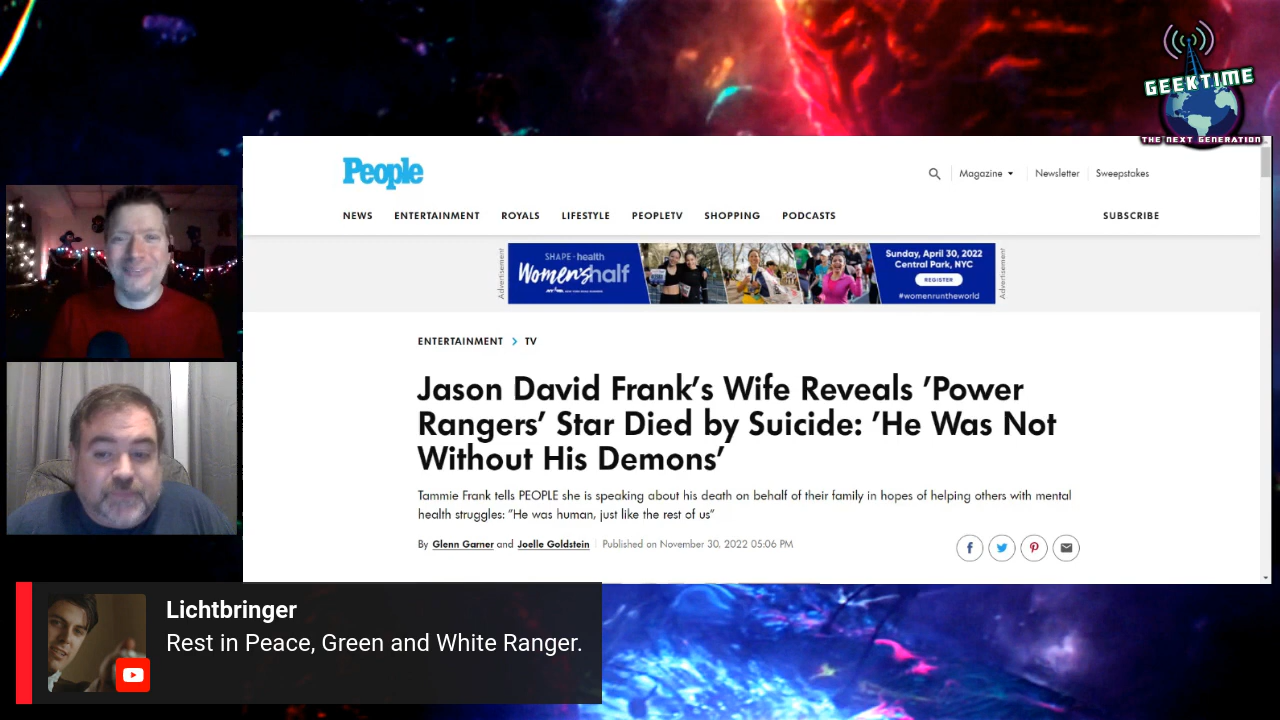 GEEKTIME
THE NEXT GENERATION
People
Magazine
Newsletter
Sweepstakes
NEWS
ENTERTAINMENT
ROYALS
LIFESTYLE
PEOPLETV
SHOPPING
PODCASTS
SUBSCRIBE
Advertisement
SHAPE + health
Women's half
Sunday, April 30, 2022
Central Park, NYC
REGISTER
#womenruntheworld
Advertisement
ENTERTAINMENT > TV
Jason David Frank's Wife Reveals 'Power
Rangers' Star Died by Suicide: 'He Was Not
Without His Demons'
Tammie Frank tells PEOPLE she is speaking about his death on behalf of their family in hopes of helping others with mental
health struggles: "He was human, just like the rest of us"
By Glenn Garner and Joelle Goldstein | Published on November 30, 2022 05:06 PM
Lichtbringer
Rest in Peace, Green and White Ranger.